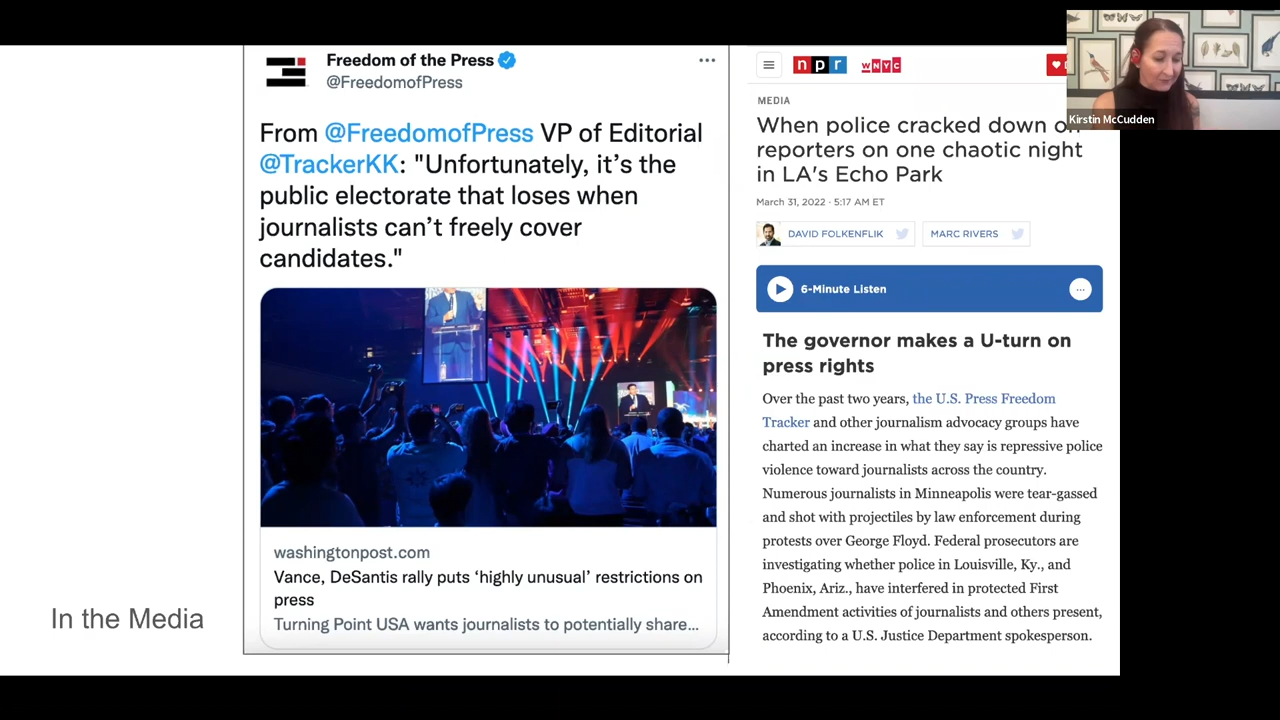 Freedom of the Press
@FreedomofPress
From @FreedomofPress VP of Editorial
@TrackerKK: "Unfortunately, it's the
public electorate that loses when
journalists can't freely cover
candidates."
washingtonpost.com
Vance, DeSantis rally puts 'highly unusual' restrictions on
press
Turning Point USA wants journalists to potentially share...
In the Media
npr wnyc
MEDIA
When police cracked down on
reporters on one chaotic night
in LA's Echo Park
March 31, 2022 · 5:17 AM ET
DAVID FOLKENFLIK
MARC RIVERS
6-Minute Listen
The governor makes a U-turn on
press rights
Over the past two years, the U.S. Press Freedom
Tracker and other journalism advocacy groups have
charted an increase in what they say is repressive police
violence toward journalists across the country.
Numerous journalists in Minneapolis were tear-gassed
and shot with projectiles by law enforcement during
protests over George Floyd. Federal prosecutors are
investigating whether police in Louisville, Ky., and
Phoenix, Ariz., have interfered in protected First
Amendment activities of journalists and others present,
according to a U.S. Justice Department spokesperson.
Kirstin McCudden